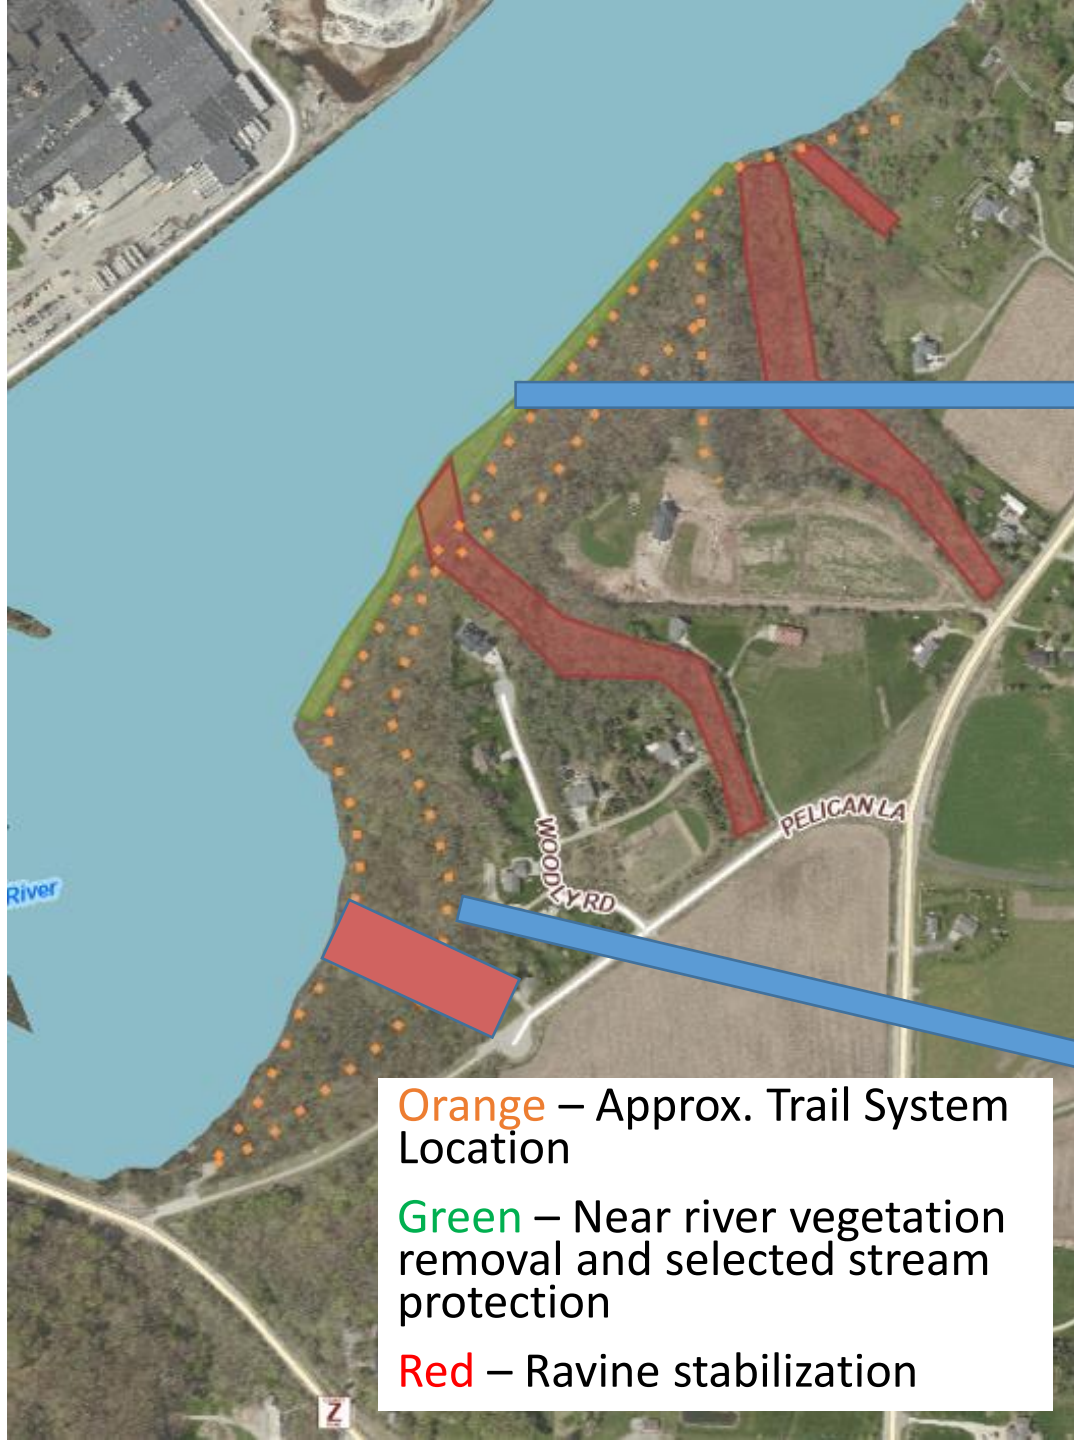 PELICAN LA
WOODLY RD
River
Orange – Approx. Trail System
Location
Green – Near river vegetation
removal and selected stream
protection
Red – Ravine stabilization
Z